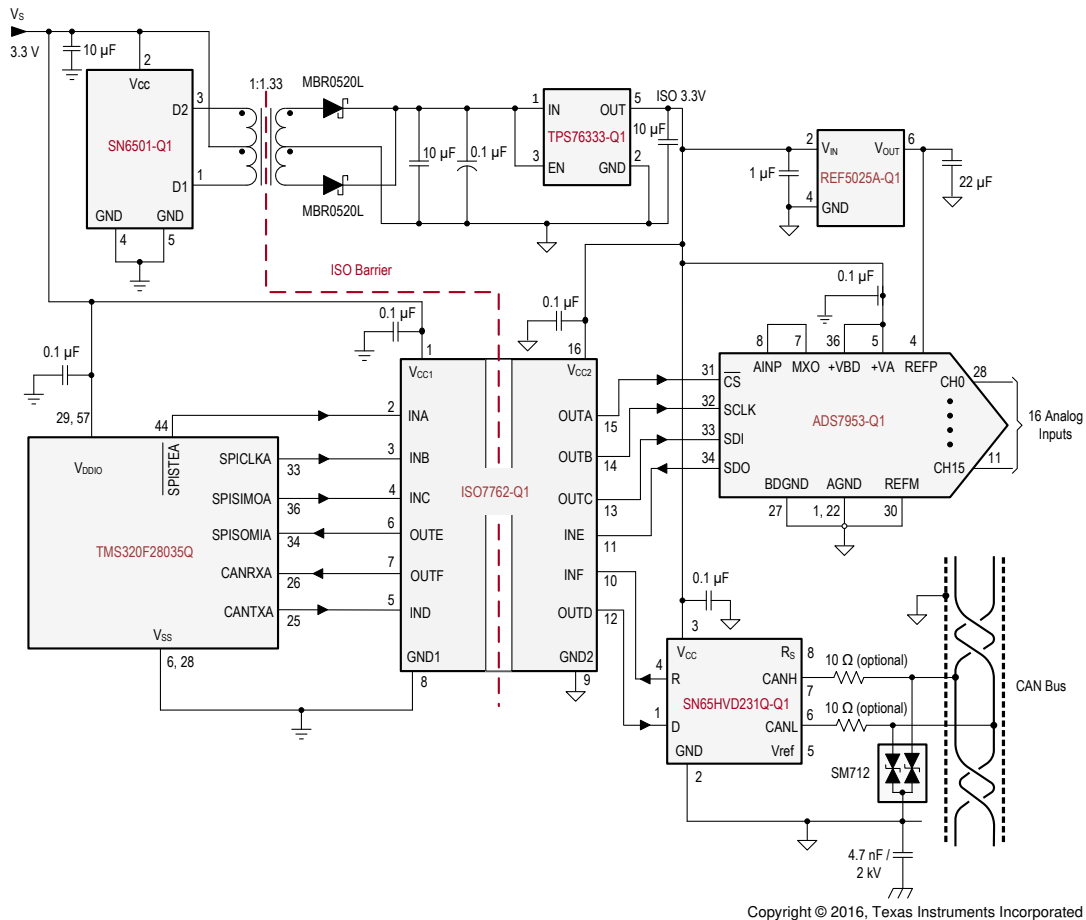 VS
3.3 V
10 µF
2
Vcc
D2
3
SN6501-Q1
D1
1
GND
GND
4
5
1:1.33
MBR0520L
MBR0520L
10 µF
0.1 µF
1
IN
OUT
5
TPS76333-Q1
3
EN
GND
2
ISO 3.3V
10 µF
1 µF
2
VIN
VOUT
6
REF5025A-Q1
4
GND
22 µF
ISO Barrier
0.1 µF
0.1 µF
0.1 µF
0.1 µF
29, 57
VDDIO
44
SPISTEA
SPICLKA
33
SPISIMOA
36
SPISOMIA
34
TMS320F28035Q
CANRXA
26
CANTXA
25
VSS
6, 28
1
VCC1
2
INA
3
INB
4
INC
6
OUTE
7
OUTF
5
IND
GND1
8
ISO7762-Q1
16
VCC2
OUTA
15
OUTB
14
OUTC
13
INE
11
INF
10
OUTD
12
GND2
9
8
7
36
5
4
AINP
MXO
+VBD
+VA
REFP
31
CS
32
SCLK
33
SDI
34
SDO
ADS7953-Q1
CH0
28
CH15
11
16 Analog
Inputs
BDGND
AGND
REFM
27
1, 22
30
0.1 µF
3
VCC
RS
8
4
R
CANH
7
SN65HVD231Q-Q1
1
D
CANL
6
GND
Vref
5
2
10 Ω (optional)
10 Ω (optional)
SM712
CAN Bus
4.7 nF /
2 kV
Copyright © 2016, Texas Instruments Incorporated